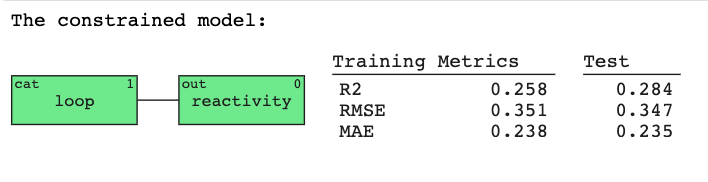 The constrained model:
cat 1 out 0
loop reactivity
Training Metrics Test
R2 0.258 0.284
RMSE 0.351 0.347
MAE 0.238 0.235